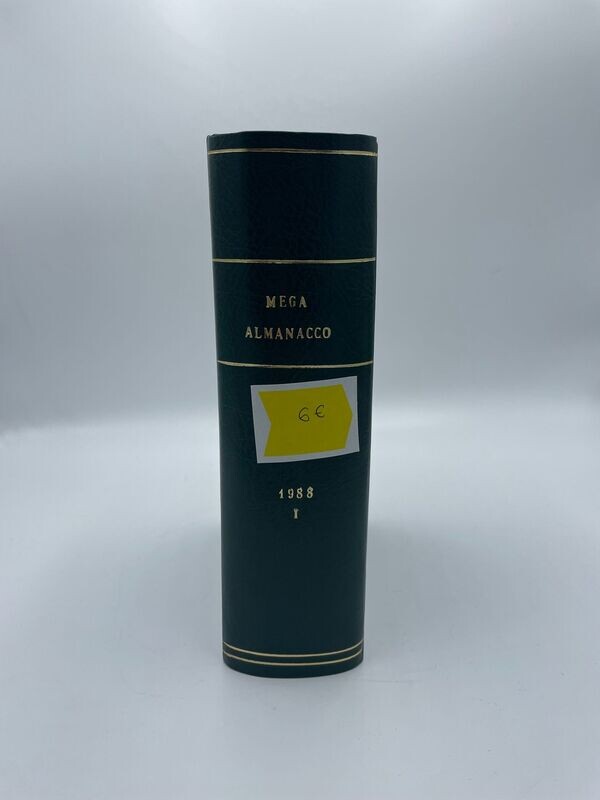 MEGA
ALMANACCO
6 €
1988
I